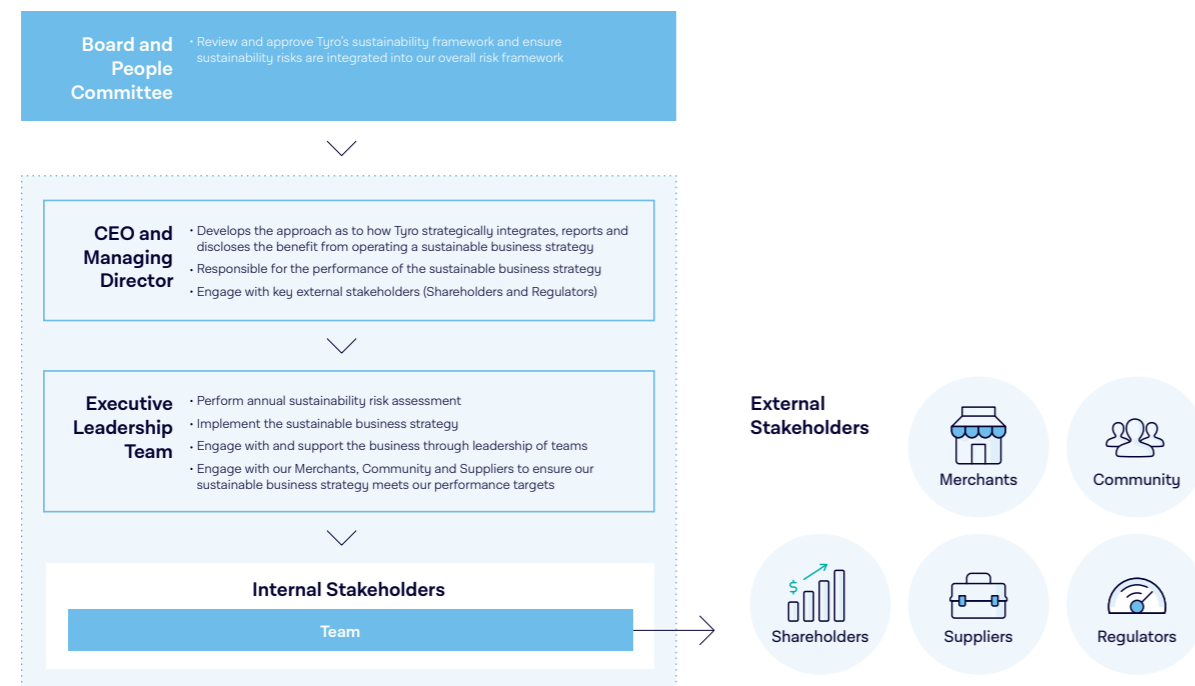 Board and
People
Committee
• Review and approve Tyro's sustainability framework and ensure
sustainability risks are integrated into our overall risk framework
CEO and
Managing
Director
• Develops the approach as to how Tyro strategically integrates, reports and
discloses the benefit from operating a sustainable business strategy
• Responsible for the performance of the sustainable business strategy
• Engage with key external stakeholders (Shareholders and Regulators)
Executive
Leadership
Team
• Perform annual sustainability risk assessment
• Implement the sustainable business strategy
• Engage with and support the business through leadership of teams
• Engage with our Merchants, Community and Suppliers to ensure our
sustainable business strategy meets our performance targets
Internal Stakeholders
Team
External
Stakeholders
Merchants
Community
$
Shareholders
Suppliers
Regulators